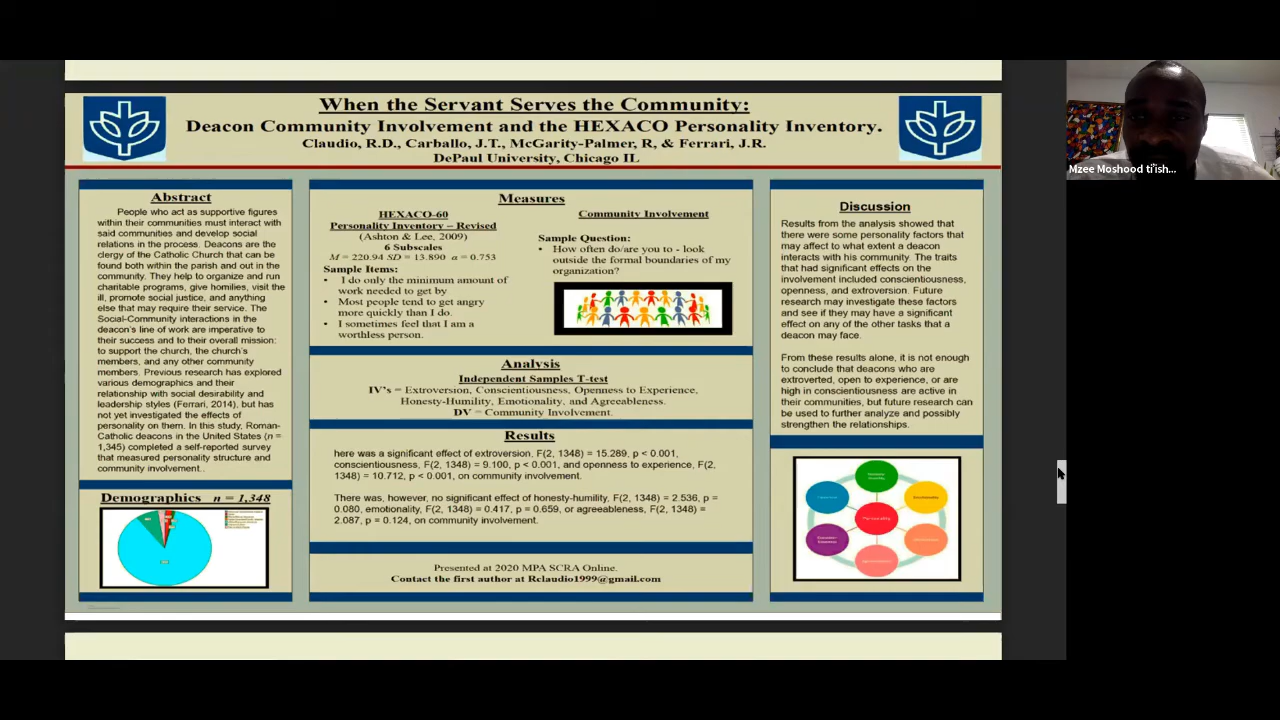 When the Servant Serves the Community:
Deacon Community Involvement and the HEXACO Personality Inventory.
Claudio, R.D., Carballo, J.T., McGarity-Palmer, R, & Ferrari, J.R.
DePaul University, Chicago IL
Abstract
People who act as supportive figures
within their communities must interact with
said communities and develop social
relations in the process. Deacons are the
clergy of the Catholic Church that can be
found both within the parish and out in the
community. They help to organize and run
charitable programs, give homilies, visit the
ill, promote social justice, and anything
else that may require their service. The
Social-Community interactions in the
deacon's line of work are imperative to
their success and to their overall mission:
to support the church, the church's
members, and any other community
members. Previous research has explored
various demographics and their
relationship with social desirability and
leadership styles (Ferrari, 2014), but has
not yet investigated the effects of
personality on them. In this study, Roman-
Catholic deacons in the United States (n =
1,345) completed a self-reported survey
that measured personality structure and
community involvement..
Demographics n = 1,348
Measures
HEXACO-60
Personality Inventory – Revised
(Ashton & Lee, 2009)
6 Subscales
M = 220.94 SD = 13.890 α = 0.753
Sample Items:
• I do only the minimum amount of
work needed to get by
• Most people tend to get angry
more quickly than I do.
• I sometimes feel that I am a
worthless person.
Community Involvement
Sample Question:
• How often do/are you to - look
outside the formal boundaries of my
organization?
Analysis
Independent Samples T-test
IV's = Extroversion, Conscientiousness, Openness to Experience,
Honesty-Humility, Emotionality, and Agreeableness.
DV = Community Involvement.
Results
here was a significant effect of extroversion, F(2, 1348) = 15.289, p < 0.001,
conscientiousness, F(2, 1348) = 9.100, p < 0.001, and openness to experience, F(2,
1348) = 10.712, p < 0.001, on community involvement.
There was, however, no significant effect of honesty-humility, F(2, 1348) = 2.536, p =
0.080, emotionality, F(2, 1348) = 0.417, p = 0.659, or agreeableness, F(2, 1348) =
2.087, p = 0.124, on community involvement.
Presented at 2020 MPA SCRA Online.
Contact the first author at Rclaudio1999@gmail.com
Discussion
Results from the analysis showed that
there were some personality factors that
may affect to what extent a deacon
interacts with his community. The traits
that had significant effects on the
involvement included conscientiousness,
openness, and extroversion. Future
research may investigate these factors
and see if they may have a significant
effect on any of the other tasks that a
deacon may face.
From these results alone, it is not enough
to conclude that deacons who are
extroverted, open to experience, or are
high in conscientiousness are active in
their communities, but future research can
be used to further analyze and possibly
strengthen the relationships.
Personality
Mzee Moshood ti'ish...